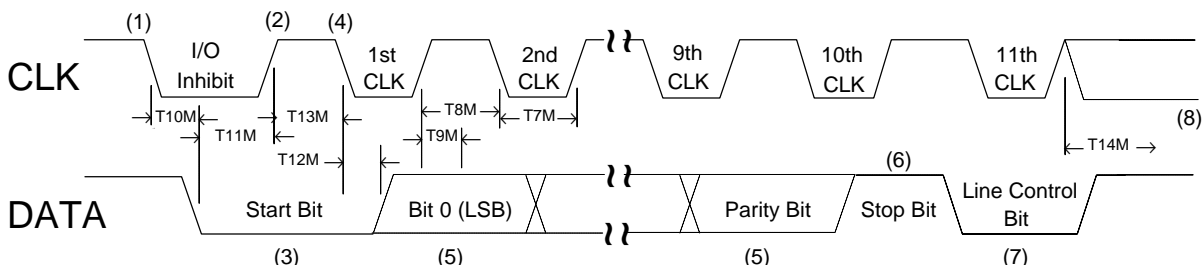 (1)
(2)
(4)
I/O
Inhibit
1st
CLK
2nd
CLK
9th
CLK
10th
CLK
11th
CLK
CLK
T10M
T13M
T8M
T7M
(8)
T11M
T9M
T14M
T12M
(6)
DATA
Start Bit
Bit 0 (LSB)
Parity Bit
Stop Bit
Line Control
Bit
(3)
(5)
(5)
(7)